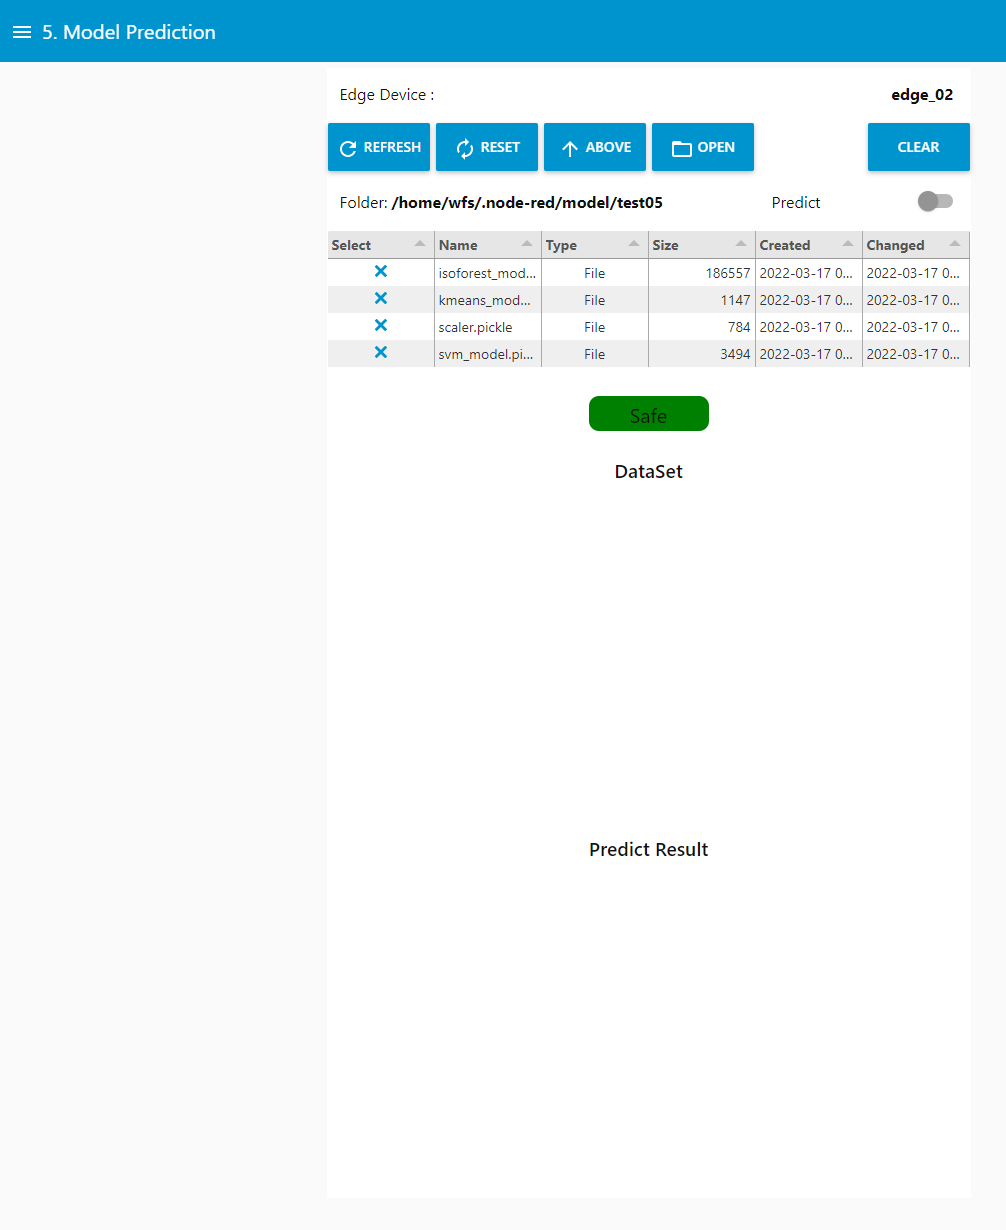 5. Model Prediction
Edge Device : edge_02
REFRESH RESET ABOVE OPEN CLEAR
Folder: /home/wfs/.node-red/model/test05 Predict
Select Name Type Size Created Changed
isoforest_mod... File 186557 2022-03-17 0... 2022-03-17 0...
kmeans_mod... File 1147 2022-03-17 0... 2022-03-17 0...
scaler.pickle File 784 2022-03-17 0... 2022-03-17 0...
svm_model.pi... File 3494 2022-03-17 0... 2022-03-17 0...
Safe
DataSet
Predict Result